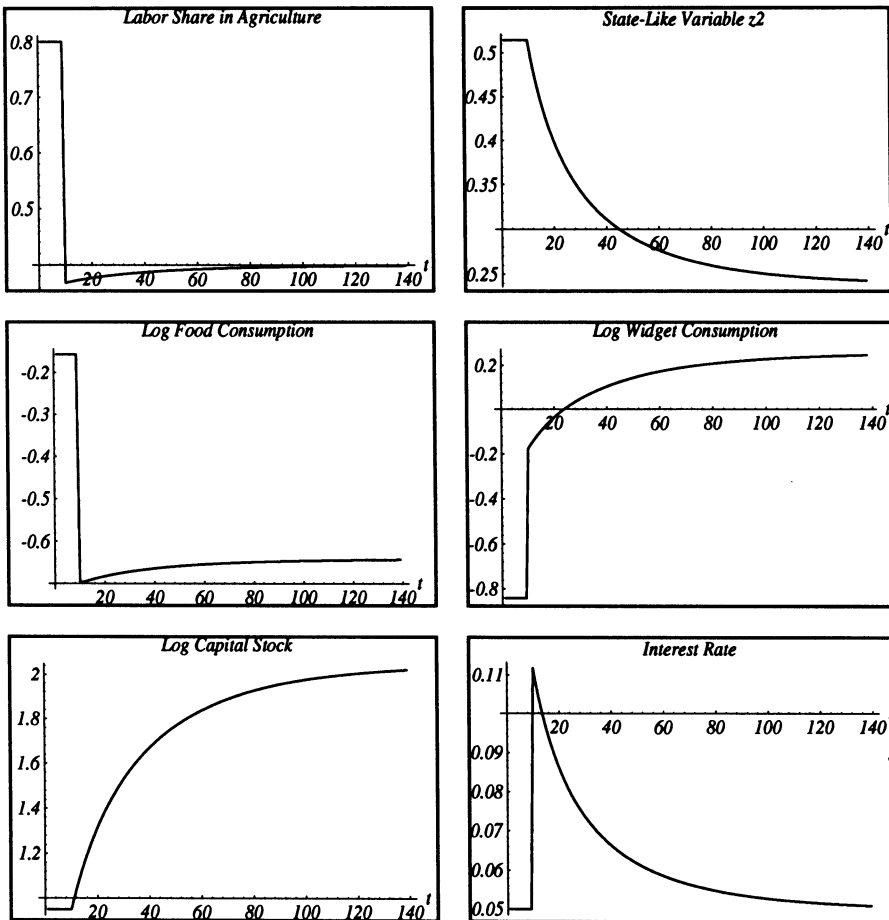 Labor Share in Agriculture
0.8
0.7
0.6
0.5
20 40 60 80 100 120 140 t
State-Like Variable z2
0.5
0.45
0.4
0.35
20 40 60 80 100 120 140 t
0.25
Log Food Consumption
-0.2
-0.3
-0.4
-0.5
-0.6
20 40 60 80 100 120 140 t
Log Widget Consumption
0.2
20 40 60 80 100 120 140 t
-0.2
-0.4
-0.6
-0.8
Log Capital Stock
2
1.8
1.6
1.4
1.2
20 40 60 80 100 120 140 t
Interest Rate
0.11
20 40 60 80 100 120 140 t
0.09
0.08
0.07
0.06
0.05